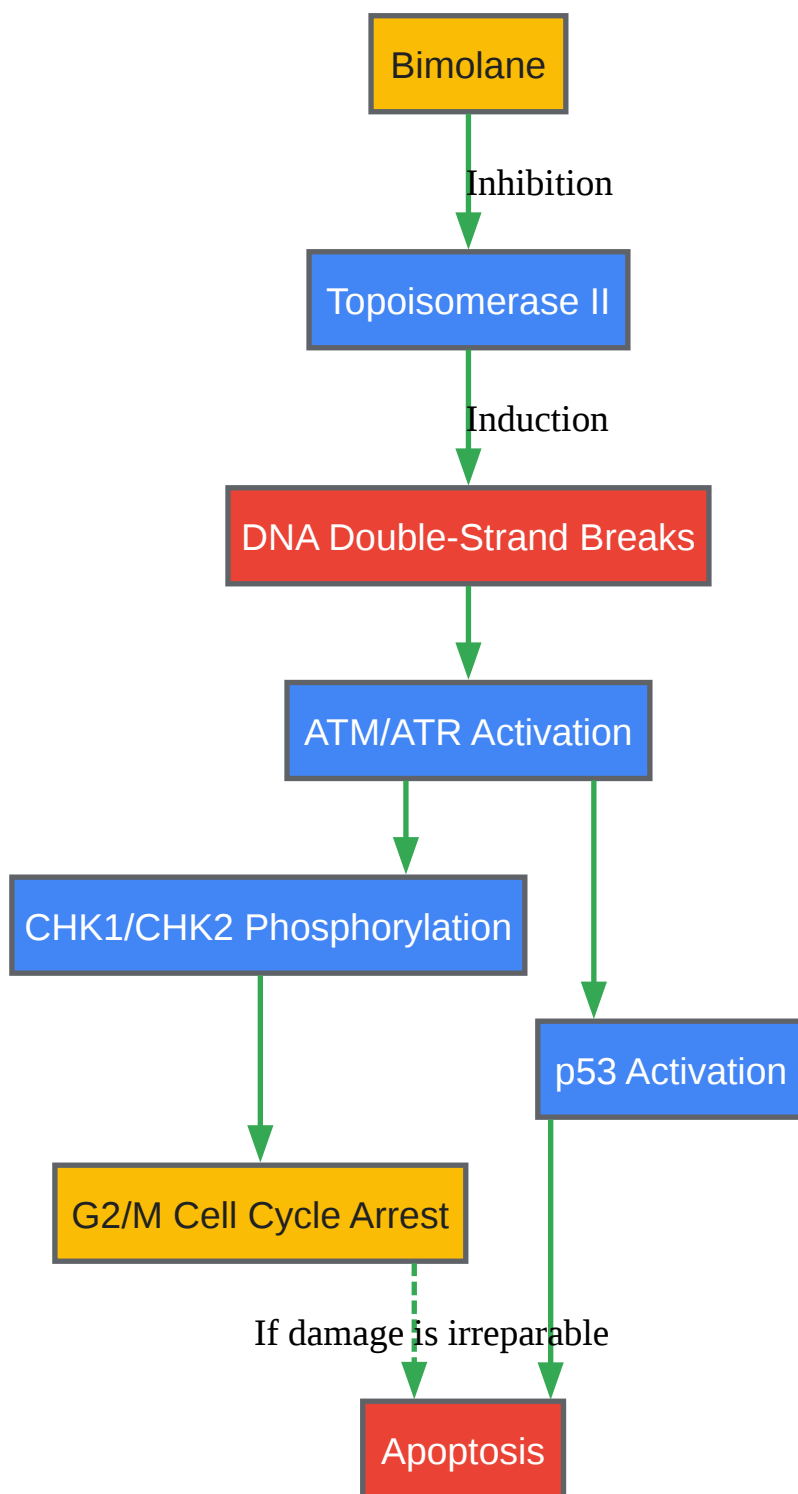 Bimolane
Inhibition
Topoisomerase II
Induction
DNA Double-Strand Breaks
ATM/ATR Activation
CHK1/CHK2 Phosphorylation
p53 Activation
G2/M Cell Cycle Arrest
If damage is irreparable
Apoptosis